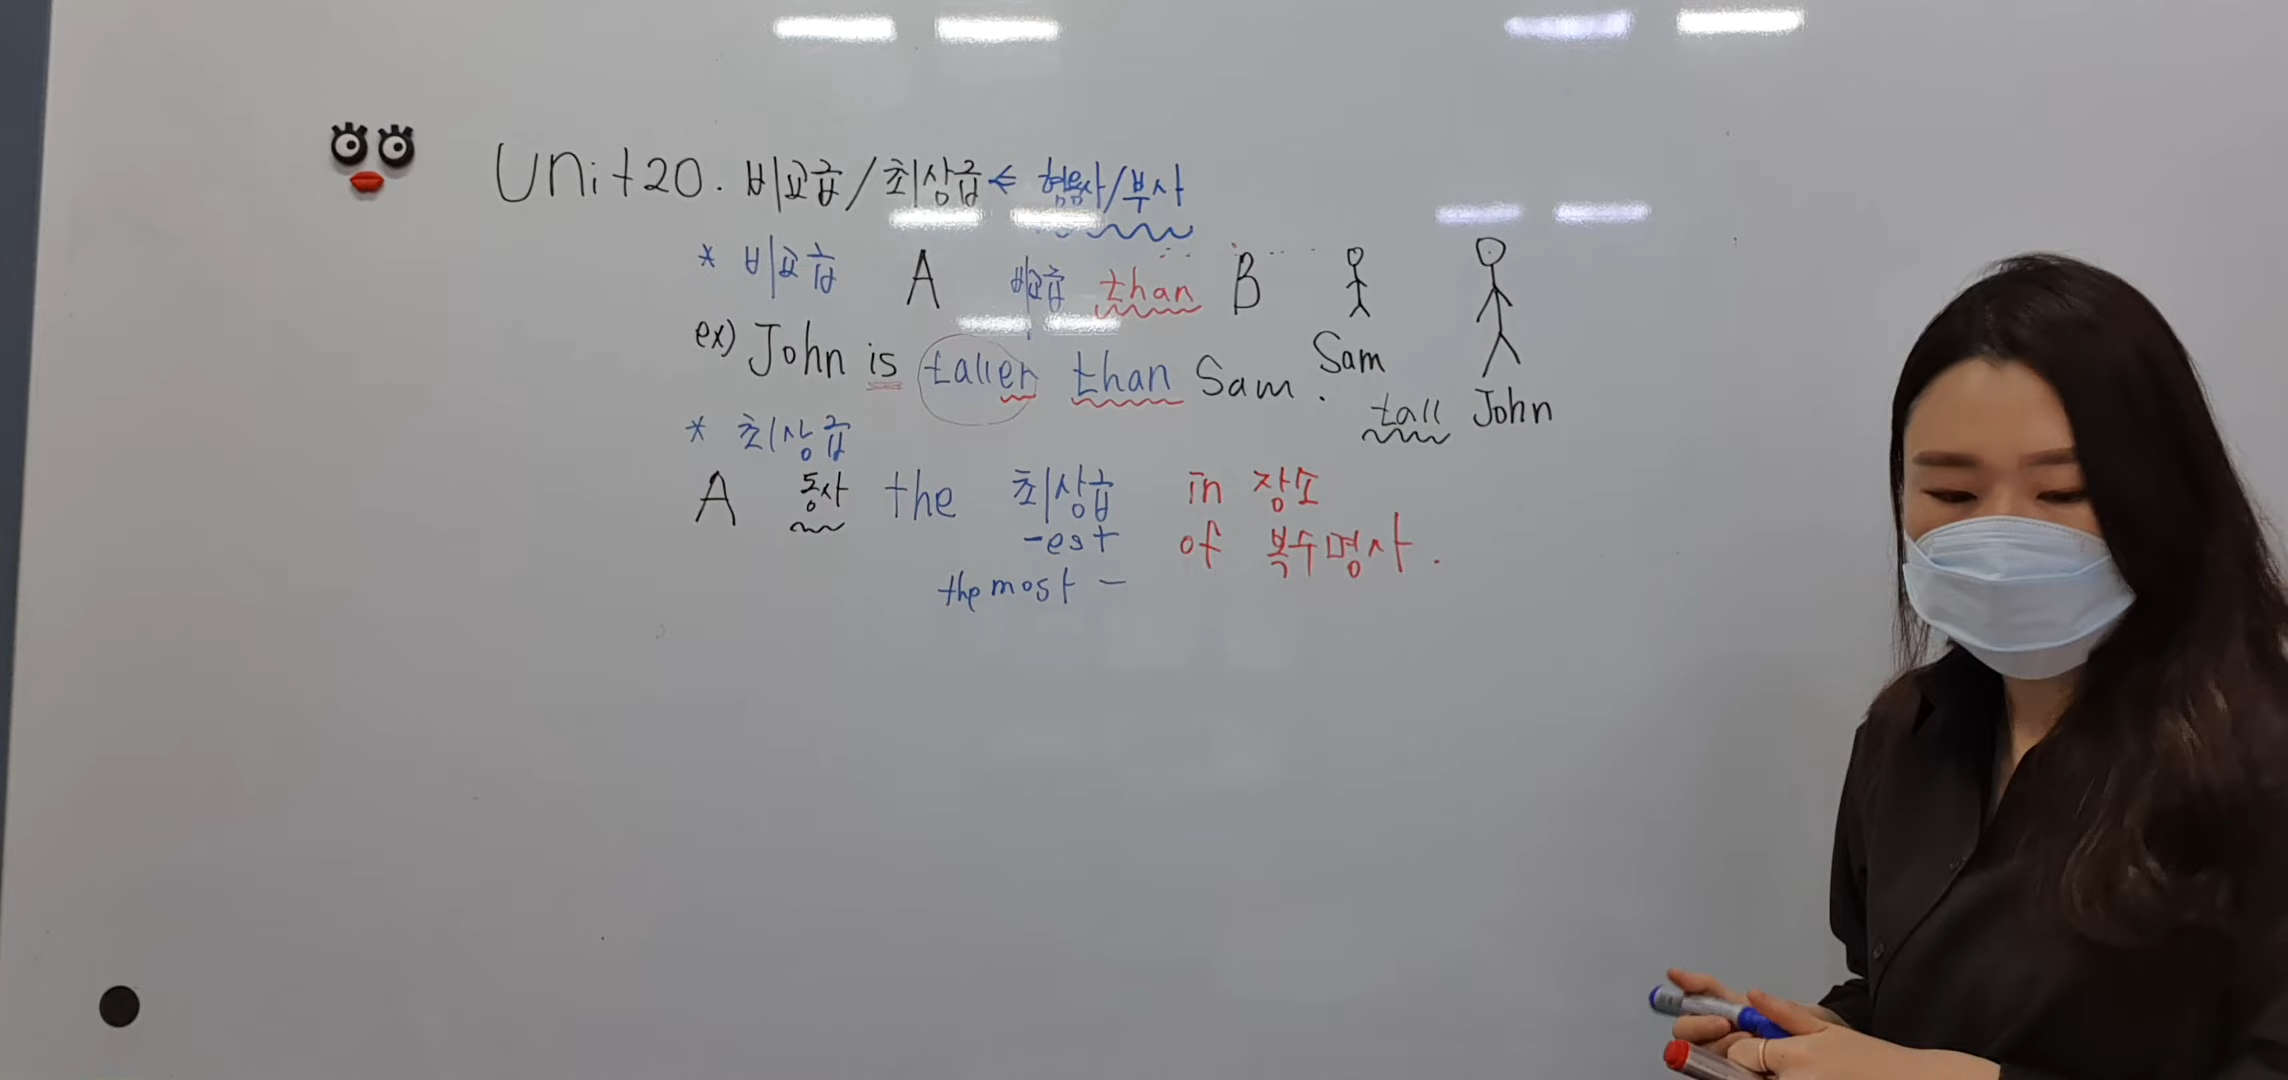 Unit 20. 비교급/최상급 ← 형용사/부사
* 비교급 A 비교급 than B
ex) John is taller than Sam.
Sam
tall John
* 최상급
A 동사 the 최상급 in 장소
-est of 복수명사.
the most -